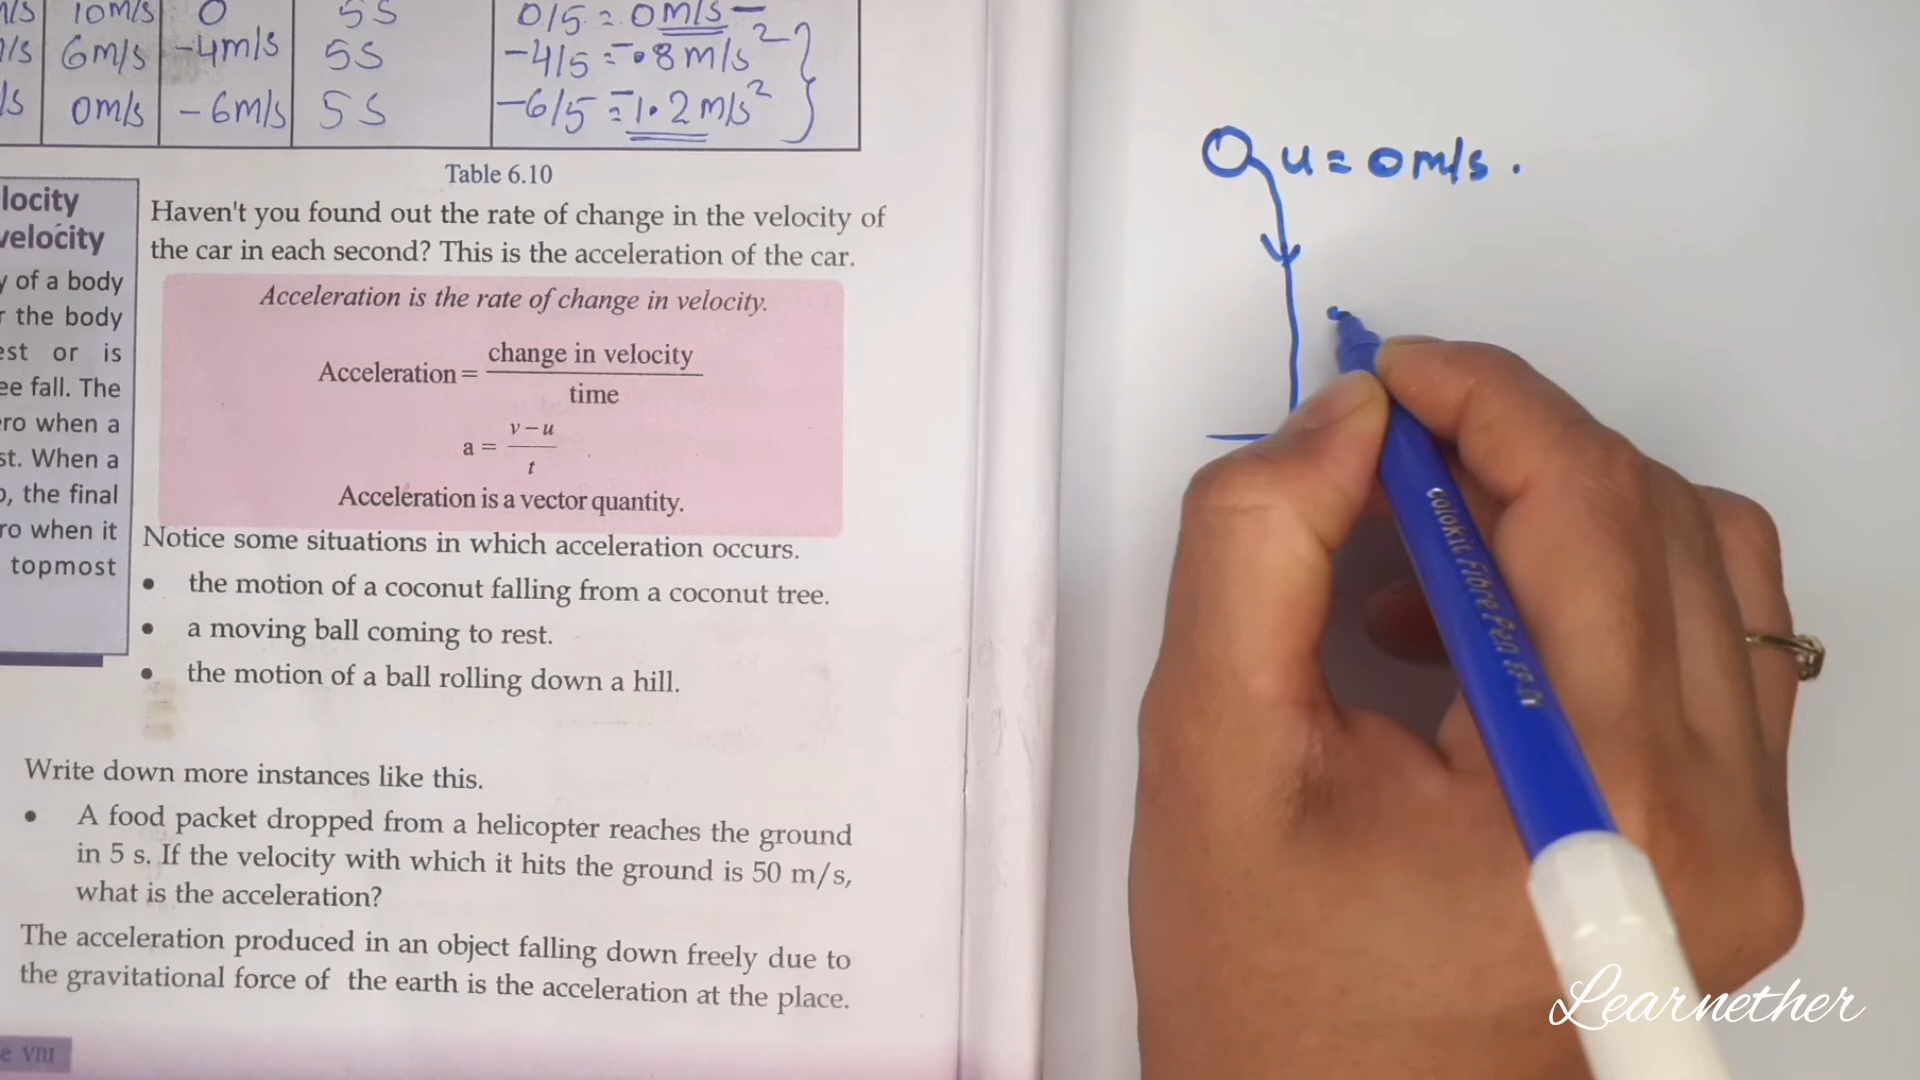 10m/s 0 5S 0/5 = 0m/s
6m/s -4m/s 5S -4/5 = -.8 m/s²
0m/s -6m/s 5S -6/5 = -1.2 m/s²
Table 6.10
locity
velocity
of a body
the body
est or is
ee fall. The
ro when a
st. When a
, the final
ro when it
topmost
Haven't you found out the rate of change in the velocity of
the car in each second? This is the acceleration of the car.
Acceleration is the rate of change in velocity.
Acceleration = change in velocity
time
a = v – u
t
Acceleration is a vector quantity.
Notice some situations in which acceleration occurs.
• the motion of a coconut falling from a coconut tree.
• a moving ball coming to rest.
• the motion of a ball rolling down a hill.
Write down more instances like this.
• A food packet dropped from a helicopter reaches the ground
in 5 s. If the velocity with which it hits the ground is 50 m/s,
what is the acceleration?
The acceleration produced in an object falling down freely due to
the gravitational force of the earth is the acceleration at the place.
e VIII
u = 0 m/s.
colokit Fibre Pen
Learnether